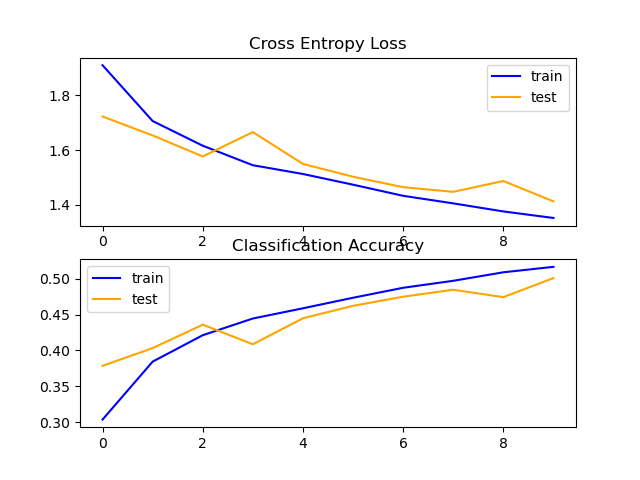 Cross Entropy Loss
train
test
1.8
1.6
1.4
0 2 4 6 8
Classification Accuracy
train
test
0.50
0.45
0.40
0.35
0.30
0 2 4 6 8